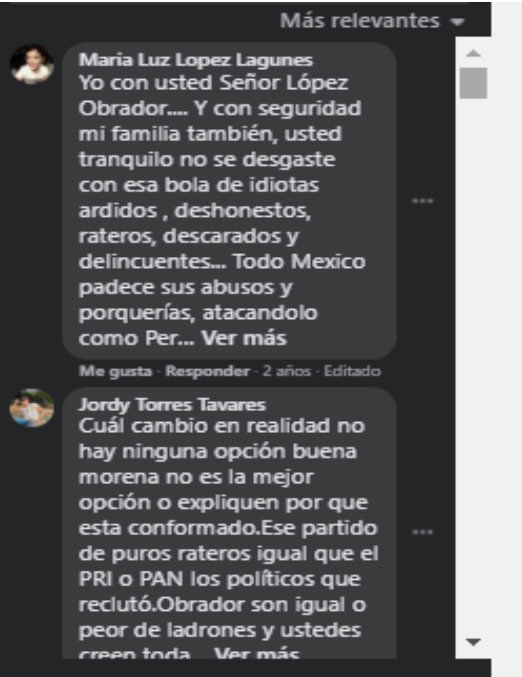 Más relevantes
Maria Luz Lopez Lagunes
Yo con usted Señor López
Obrador.... Y con seguridad
mi familia también, usted
tranquilo no se desgaste
con esa bola de idiotas
ardidos , deshonestos,
rateros, descarados y
delincuentes... Todo Mexico
padece sus abusos y
porquerías, atacandolo
como Per... Ver más
Me gusta · Responder · 2 años · Editado
Jordy Torres Tavares
Cuál cambio en realidad no
hay ninguna opción buena
morena no es la mejor
opción o expliquen por que
esta conformado.Ese partido
de puros rateros igual que el
PRI o PAN los políticos que
reclutó.Obrador son igual o
peor de ladrones y ustedes
creen toda... Ver más